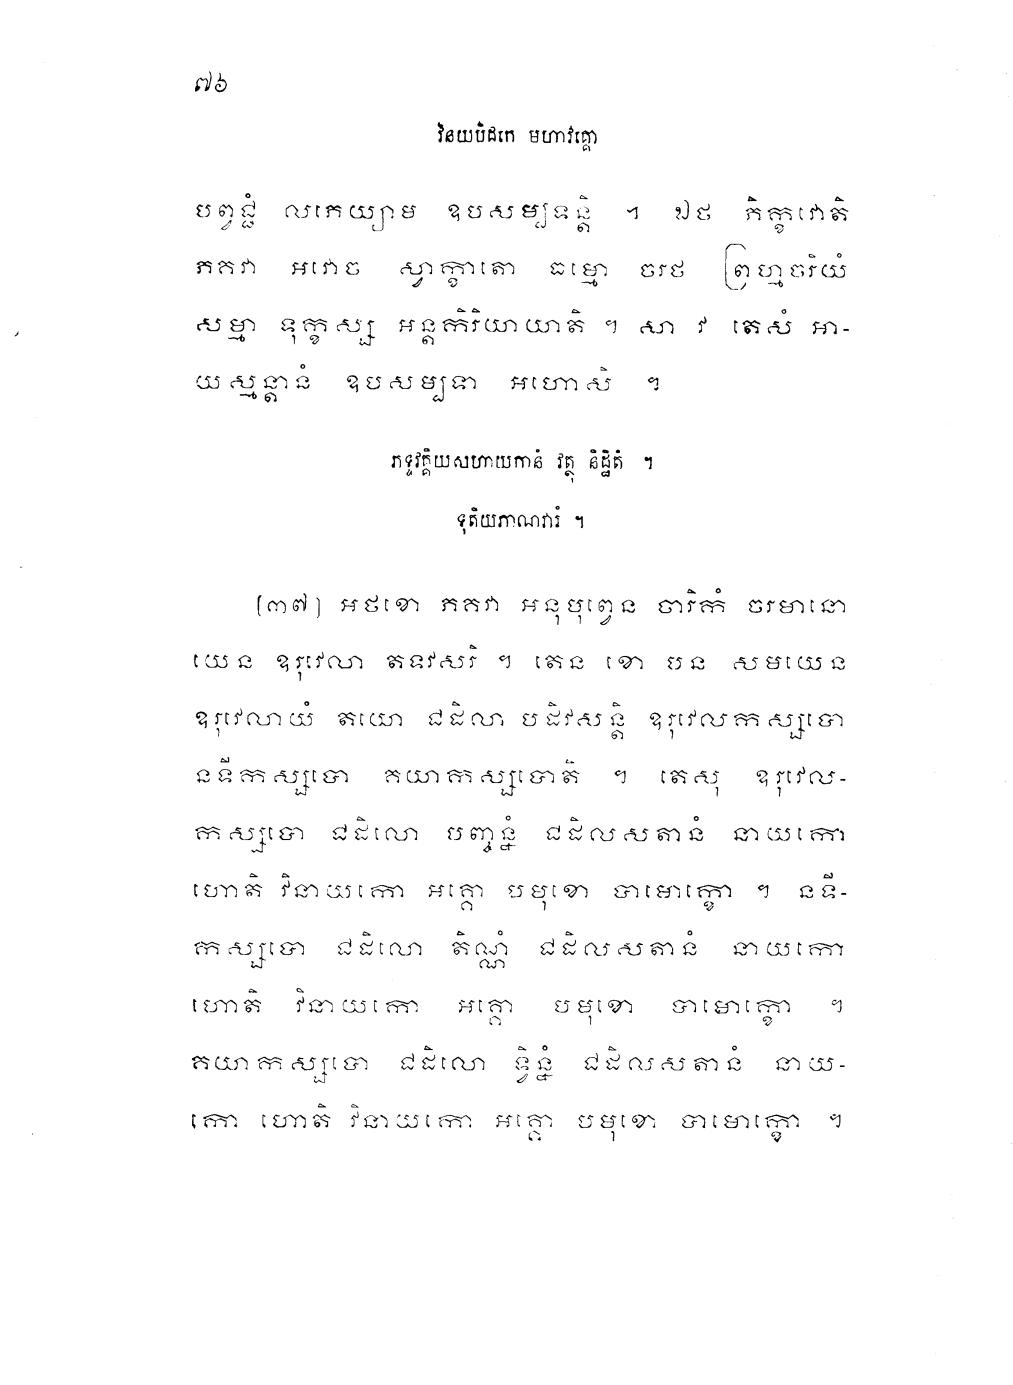 ៧៦
វិនយបិដកេ មហាវគ្គោ
បព្វជ្ជំ លភេយ្យាម ឧបសម្បទន្តិ ។ ឯថ ភិក្ខវោតិ
ភគវា អវោច ស្វាក្ខាតោ ធម្មោ ចរថ ព្រហ្មចរិយំ
សម្មា ទុក្ខស្ស អន្តកិរិយាយាតិ ។ សា វ តេសំ អា-
យស្មន្តានំ ឧបសម្បទា អហោសិ ។
ភទ្ទវគ្គិយសហាយកានំ វត្ថុ និដ្ឋិតំ ។
ទុតិយភាណវារំ ។
[៣៧] អថខោ ភគវា អនុបុព្វេន ចារិកំ ចរមានោ
យេន ឧរុវេលា តទវសរិ ។ តេន ខោ បន សមយេន
ឧរុវេលាយំ តយោ ជដិលា បដិវសន្តិ ឧរុវេលកស្សបោ
នទីកស្សបោ គយាកស្សបោតិ ។ តេសុ ឧរុវេល-
កស្សបោ ជដិលោ បញ្ចន្នំ ជដិលសតានំ នាយកោ
ហោតិ វិនាយកោ អគ្គោ បមុខោ បាមោក្ខោ ។ នទី-
កស្សបោ ជដិលោ តិណ្ណំ ជដិលសតានំ នាយកោ
ហោតិ វិនាយកោ អគ្គោ បមុខោ បាមោក្ខោ ។
គយាកស្សបោ ជដិលោ ទ្វិន្នំ ជដិលសតានំ នាយ-
កោ ហោតិ វិនាយកោ អគ្គោ បមុខោ បាមោក្ខោ ។